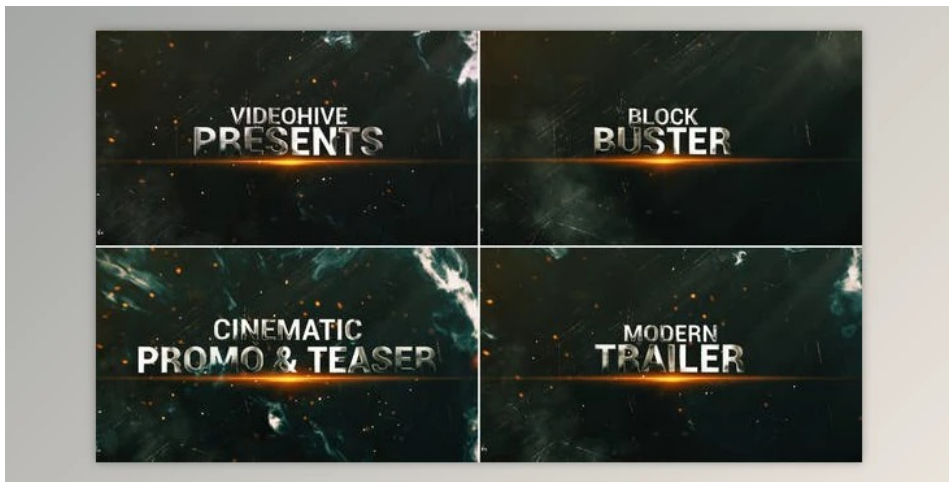 VIDEOHIVE
PRESENTS
BLOCK
BUSTER
CINEMATIC
PROMO & TEASER
MODERN
TRAILER